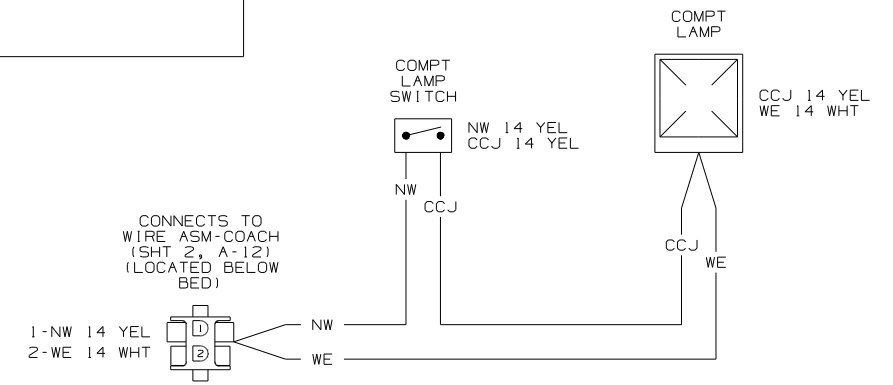 COMPT
LAMP
COMPT
LAMP
SWITCH
CCJ 14 YEL
WE 14 WHT
NW 14 YEL
CCJ 14 YEL
NW
CCJ
CONNECTS TO
WIRE ASM-COACH
(SHT 2, A-12)
(LOCATED BELOW
BED)
CCJ
WE
1-NW 14 YEL
1
NW
2-WE 14 WHT
2
WE